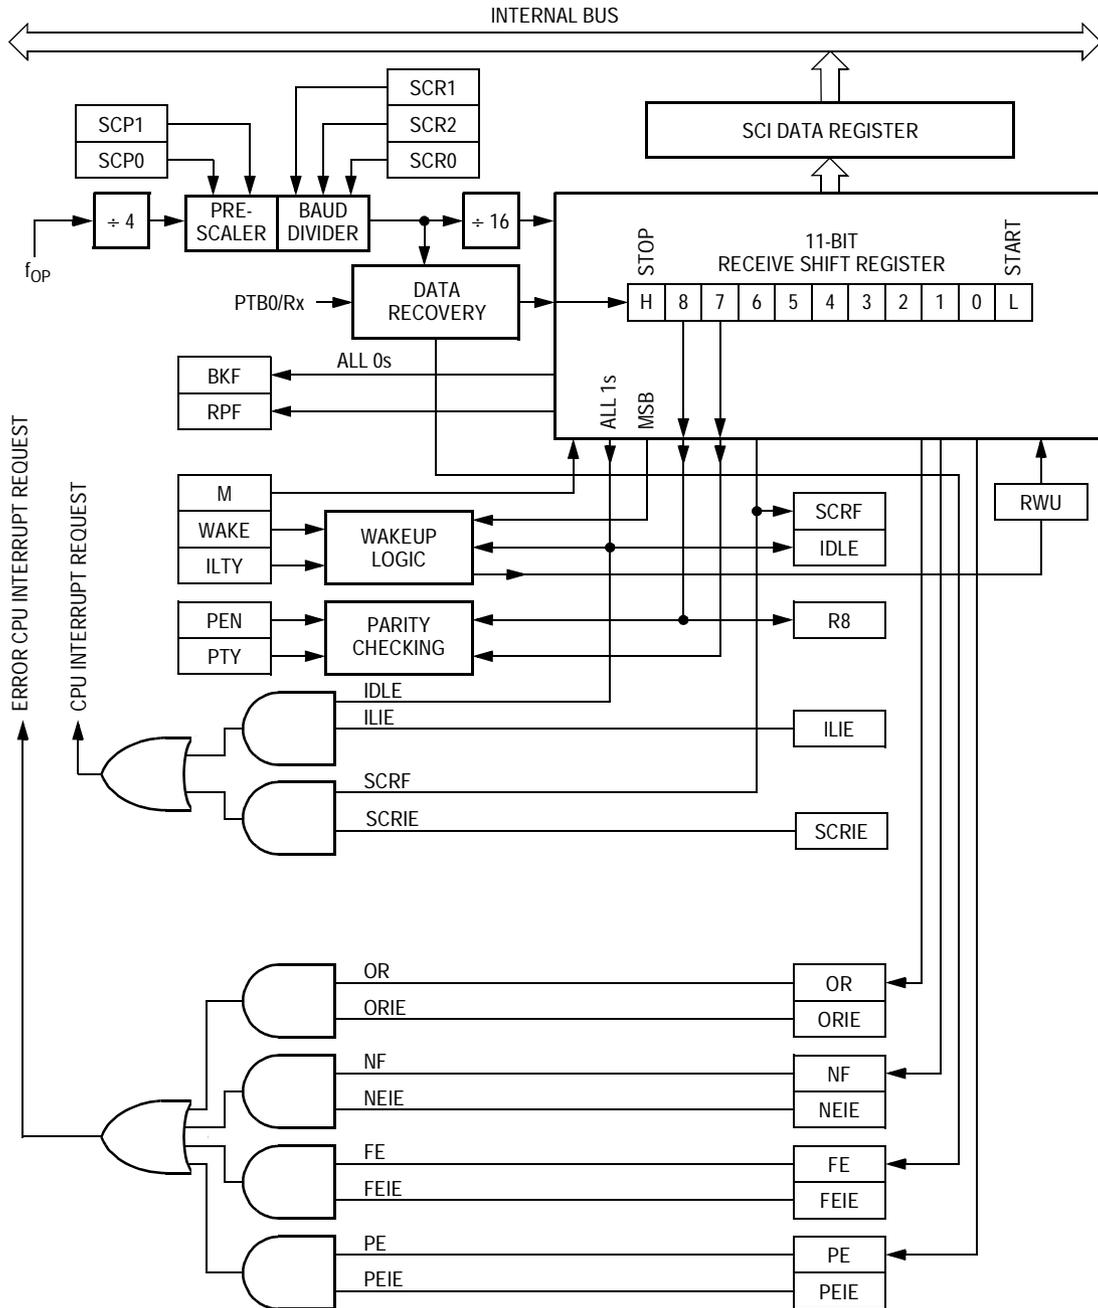 INTERNAL BUS
SCR1
SCR2
SCR0
SCP1
SCP0
SCI DATA REGISTER
÷ 4
PRE-
SCALER
BAUD
DIVIDER
÷ 16
fOP
STOP
11-BIT
RECEIVE SHIFT REGISTER
START
H 8 7 6 5 4 3 2 1 0 L
PTB0/Rx
DATA
RECOVERY
ALL 0s
BKF
RPF
ALL 1s
MSB
ERROR CPU INTERRUPT REQUEST
CPU INTERRUPT REQUEST
M
WAKE
ILTY
WAKEUP
LOGIC
SCRF
IDLE
RWU
PEN
PTY
PARITY
CHECKING
R8
IDLE
ILIE
ILIE
SCRF
SCRIE
SCRIE
OR
ORIE
OR
ORIE
NF
NEIE
NF
NEIE
FE
FEIE
FE
FEIE
PE
PEIE
PE
PEIE